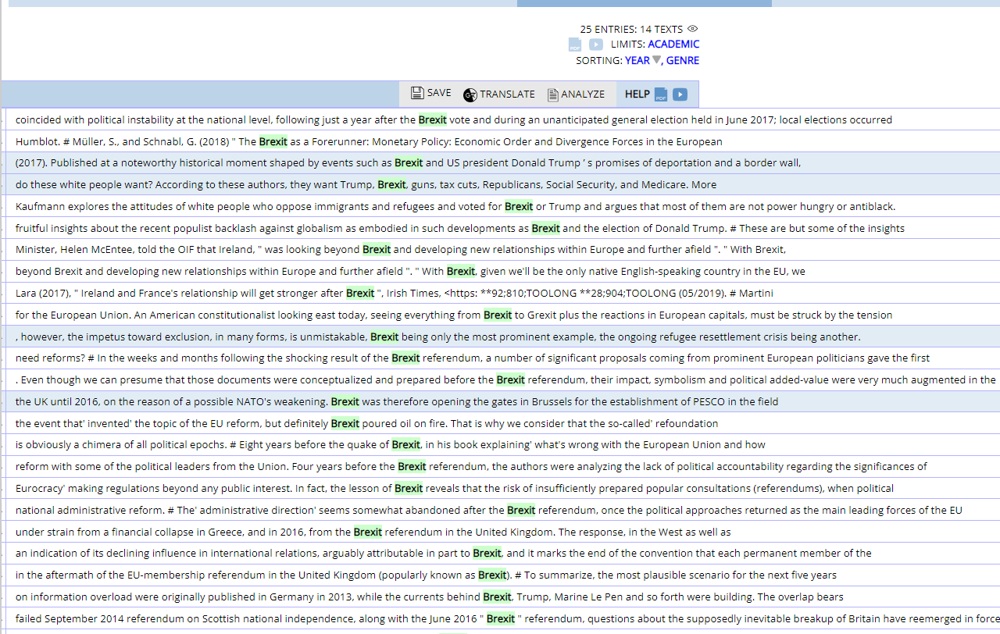 25 ENTRIES: 14 TEXTS
PDF LIMITS: ACADEMIC
SORTING: YEAR , GENRE
SAVE TRANSLATE ANALYZE HELP PDF
coincided with political instability at the national level, following just a year after the Brexit vote and during an unanticipated general election held in June 2017; local elections occurred
Humblot. # Müller, S., and Schnabl, G. (2018) " The Brexit as a Forerunner: Monetary Policy: Economic Order and Divergence Forces in the European
(2017). Published at a noteworthy historical moment shaped by events such as Brexit and US president Donald Trump ' s promises of deportation and a border wall,
do these white people want? According to these authors, they want Trump, Brexit, guns, tax cuts, Republicans, Social Security, and Medicare. More
Kaufmann explores the attitudes of white people who oppose immigrants and refugees and voted for Brexit or Trump and argues that most of them are not power hungry or antiblack.
fruitful insights about the recent populist backlash against globalism as embodied in such developments as Brexit and the election of Donald Trump. # These are but some of the insights
Minister, Helen McEntee, told the OIF that Ireland, " was looking beyond Brexit and developing new relationships within Europe and further afield ". " With Brexit,
beyond Brexit and developing new relationships within Europe and further afield ". " With Brexit, given we'll be the only native English-speaking country in the EU, we
Lara (2017), " Ireland and France's relationship will get stronger after Brexit ", Irish Times, <https: **92;810;TOOLONG **28;904;TOOLONG (05/2019). # Martini
for the European Union. An American constitutionalist looking east today, seeing everything from Brexit to Grexit plus the reactions in European capitals, must be struck by the tension
, however, the impetus toward exclusion, in many forms, is unmistakable, Brexit being only the most prominent example, the ongoing refugee resettlement crisis being another.
need reforms? # In the weeks and months following the shocking result of the Brexit referendum, a number of significant proposals coming from prominent European politicians gave the first
. Even though we can presume that those documents were conceptualized and prepared before the Brexit referendum, their impact, symbolism and political added-value were very much augmented in the
the UK until 2016, on the reason of a possible NATO's weakening. Brexit was therefore opening the gates in Brussels for the establishment of PESCO in the field
the event that' invented' the topic of the EU reform, but definitely Brexit poured oil on fire. That is why we consider that the so-called' refoundation
is obviously a chimera of all political epochs. # Eight years before the quake of Brexit, in his book explaining' what's wrong with the European Union and how
reform with some of the political leaders from the Union. Four years before the Brexit referendum, the authors were analyzing the lack of political accountability regarding the significances of
Eurocracy' making regulations beyond any public interest. In fact, the lesson of Brexit reveals that the risk of insufficiently prepared popular consultations (referendums), when political
national administrative reform. # The' administrative direction' seems somewhat abandoned after the Brexit referendum, once the political approaches returned as the main leading forces of the EU
under strain from a financial collapse in Greece, and in 2016, from the Brexit referendum in the United Kingdom. The response, in the West as well as
an indication of its declining influence in international relations, arguably attributable in part to Brexit, and it marks the end of the convention that each permanent member of the
in the aftermath of the EU-membership referendum in the United Kingdom (popularly known as Brexit). # To summarize, the most plausible scenario for the next five years
on information overload were originally published in Germany in 2013, while the currents behind Brexit, Trump, Marine Le Pen and so forth were building. The overlap bears
failed September 2014 referendum on Scottish national independence, along with the June 2016 " Brexit " referendum, questions about the supposedly inevitable breakup of Britain have reemerged in force